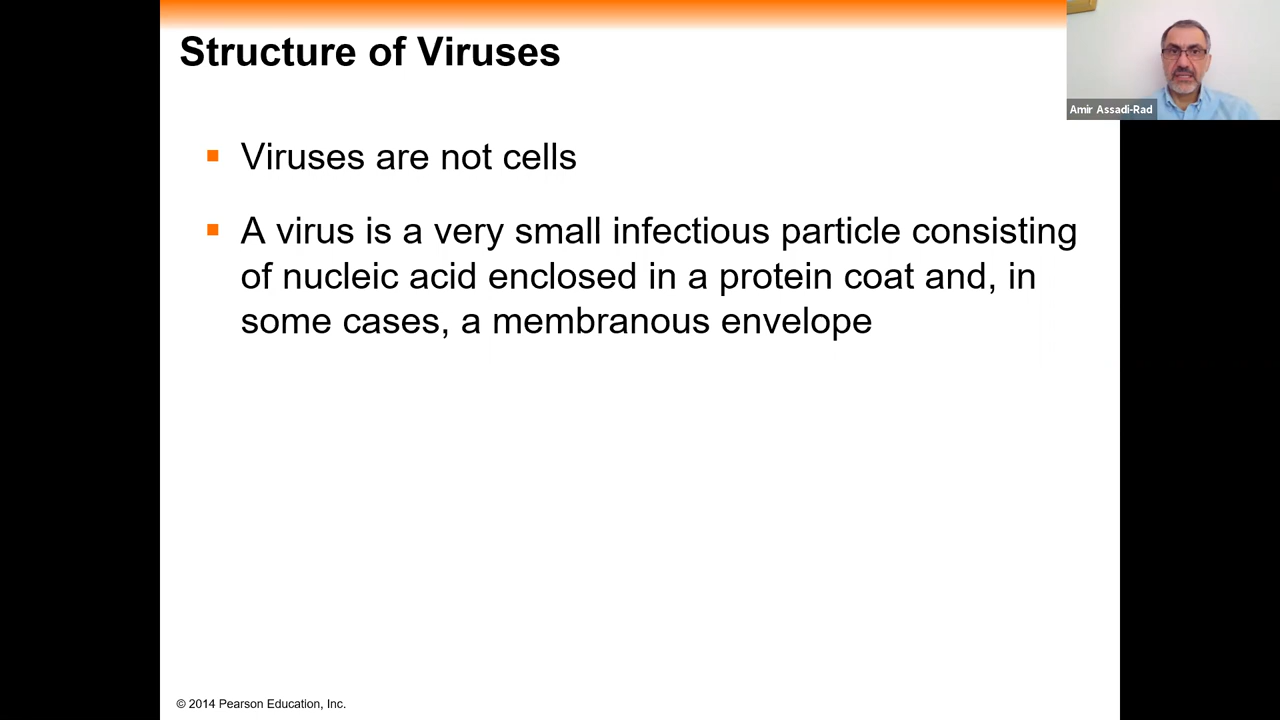 Structure of Viruses
Amir Assadi-Rad
▪ Viruses are not cells
▪ A virus is a very small infectious particle consisting
of nucleic acid enclosed in a protein coat and, in
some cases, a membranous envelope
© 2014 Pearson Education, Inc.